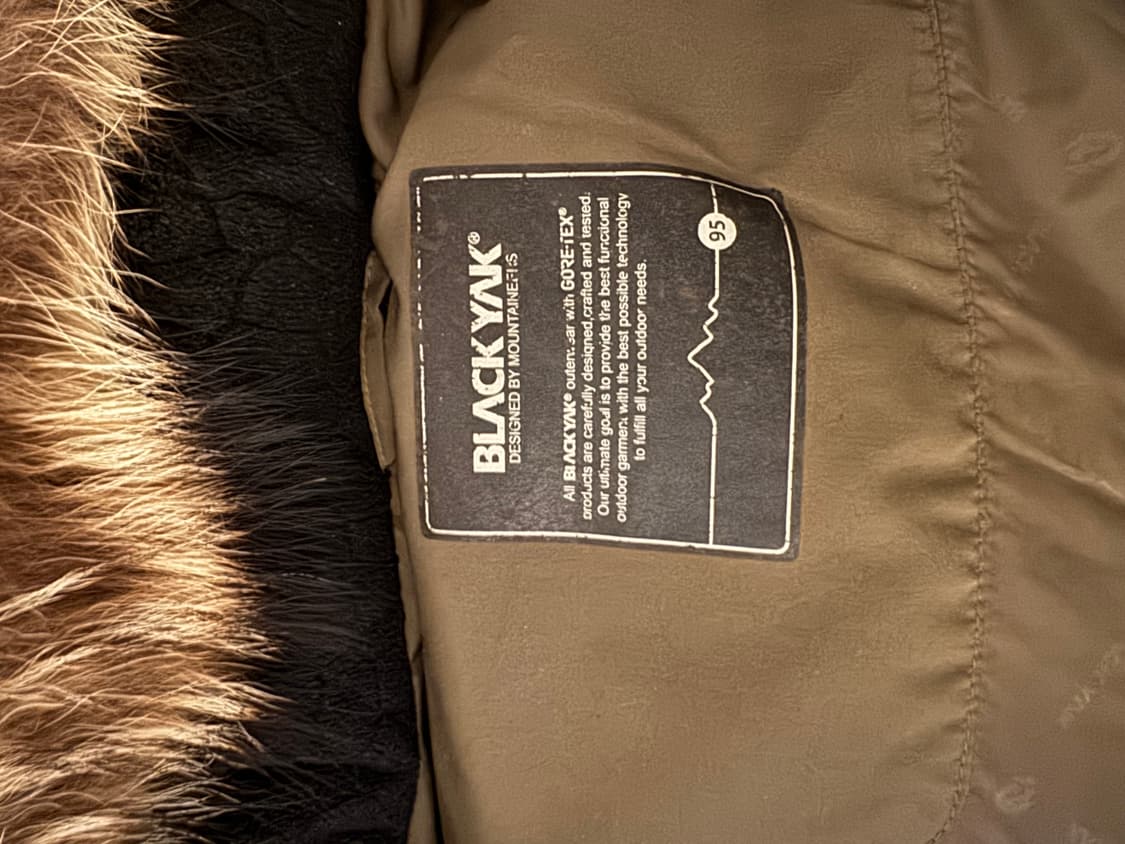 BLACKYAK®
DESIGNED BY MOUNTAINEERS
All BLACKYAK® outerwear with GORE-TEX®
products are carefully designed,crafted and tested.
Our ultimate goal is to provide the best functional
outdoor garment with the best possible technology
to fulfill all your outdoor needs.
95